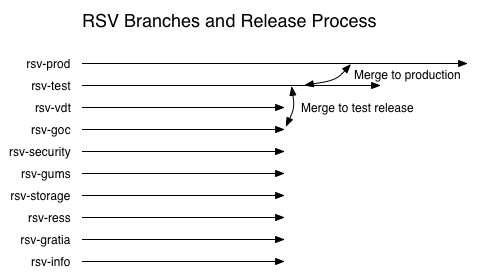 RSV Branches and Release Process
rsv-prod
Merge to production
rsv-test
rsv-vdt
Merge to test release
rsv-goc
rsv-security
rsv-gums
rsv-storage
rsv-ress
rsv-gratia
rsv-info